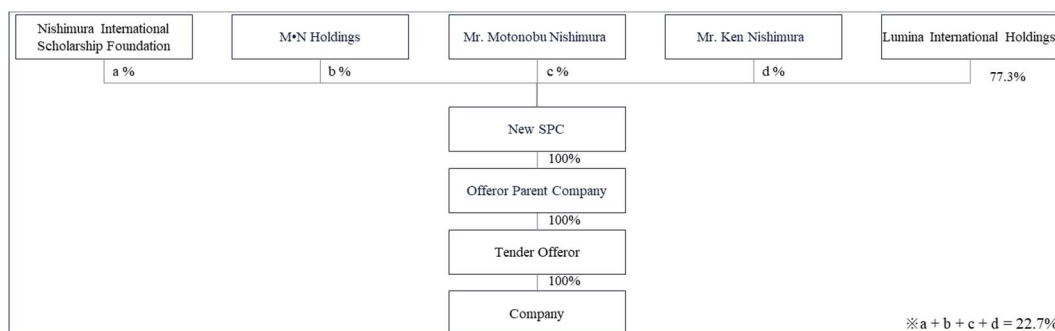 Nishimura International
Scholarship Foundation
M•N Holdings
Mr. Motonobu Nishimura
Mr. Ken Nishimura
Lumina International Holdings
a %
b %
c %
d %
77.3%
New SPC
100%
Offeror Parent Company
100%
Tender Offeror
100%
Company
※a + b + c + d = 22.7%